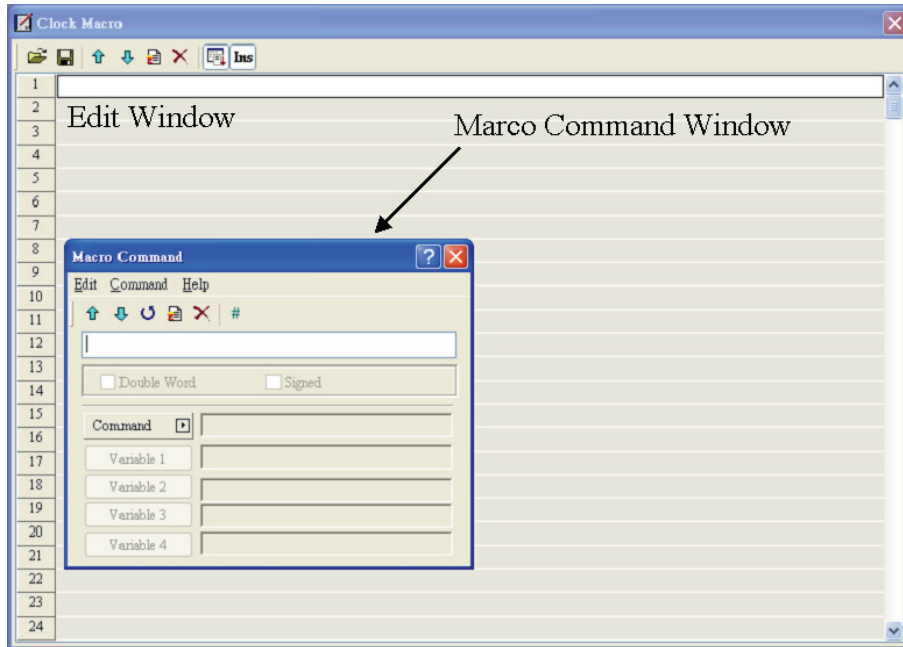 Clock Macro
Ins
1
2
Edit Window
Marco Command Window
3
4
5
6
7
8
9
10
11
12
13
14
15
16
17
18
19
20
21
22
23
24
Macro Command
?
Edit Command Help
#
Double Word Signed
Command
Variable 1
Variable 2
Variable 3
Variable 4